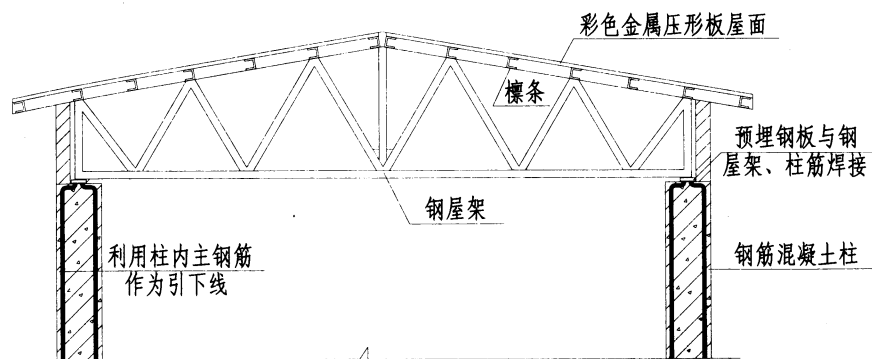 彩色金属压形板屋面
檩条
预埋钢板与钢
屋架、柱筋焊接
钢屋架
利用柱内主钢筋
作为引下线
钢筋混凝土柱